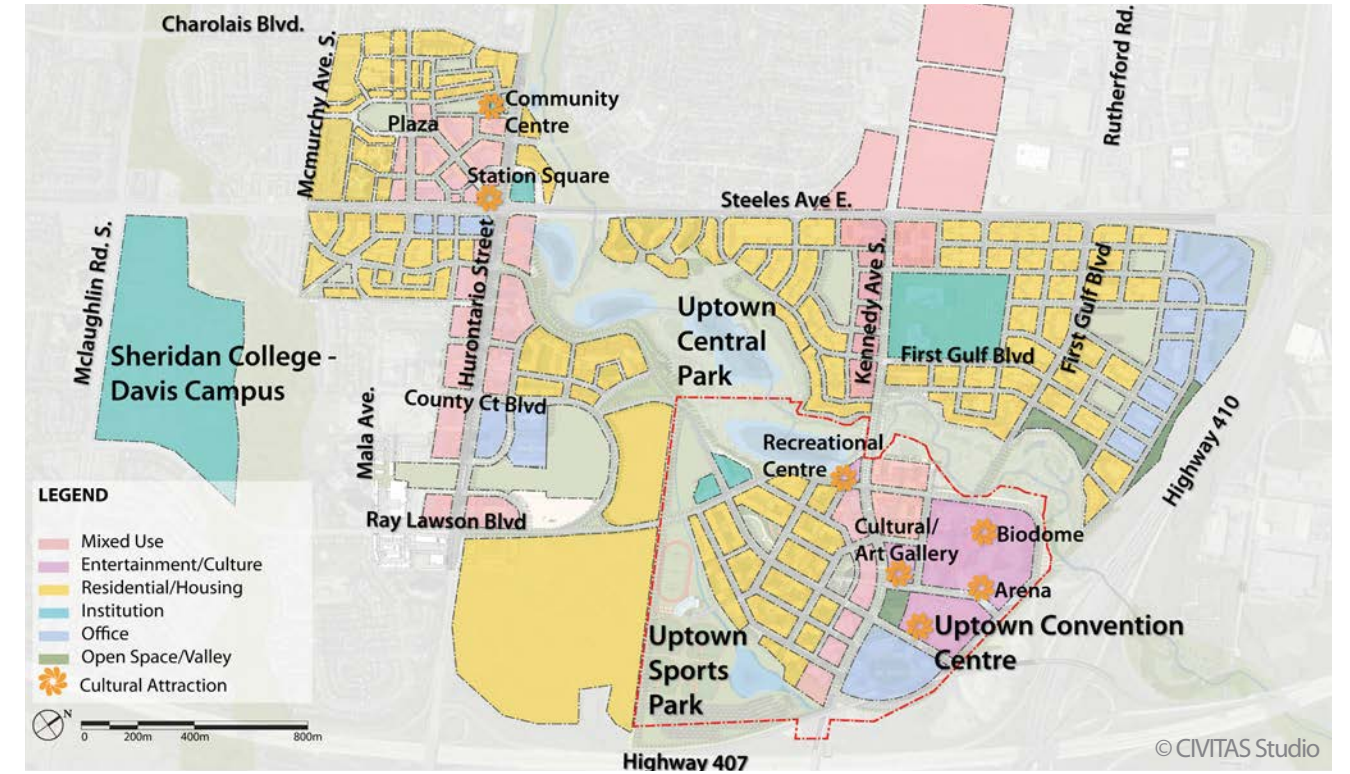 Charolais Blvd.
Mcmurchy Ave. S.
Rutherford Rd.
Community
Centre
Plaza
Station Square
Steeles Ave E.
Mclaughlin Rd. S.
Hurontario Street
Kennedy Ave S.
First Gulf Blvd
Uptown
Central
Park
First Gulf Blvd
Sheridan College -
Davis Campus
Mala Ave.
County Ct Blvd
Highway 410
Recreational
Centre
LEGEND
Mixed Use
Entertainment/Culture
Residential/Housing
Institution
Office
Open Space/Valley
Cultural Attraction
N
0 200m 400m 800m
Ray Lawson Blvd
Cultural/
Art Gallery
Biodome
Arena
Uptown Convention
Centre
Uptown
Sports
Park
Highway 407
© CIVITAS Studio